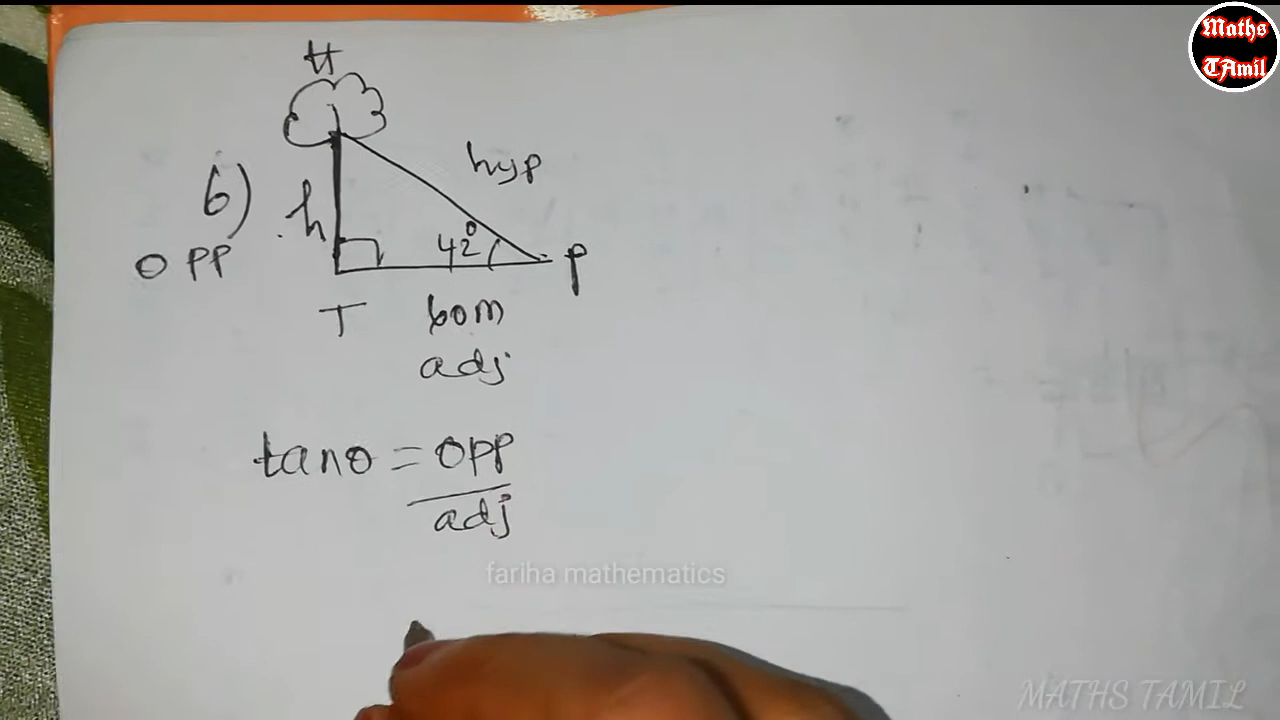 Maths
TAmil
H
6)
h
hyp
opp
42°
P
T
60m
adj
tanθ = opp
adj
fariha mathematics
MATHS TAMIL